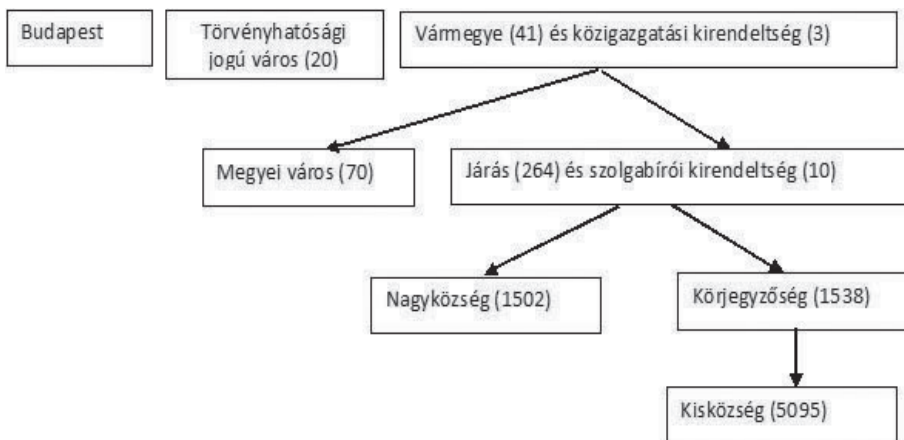 Budapest
Törvényhatósági
jogú város (20)
Vármegye (41) és közigazgatási kirendeltség (3)
Megyei város (70)
Járás (264) és szolgabírói kirendeltség (10)
Nagyközség (1502)
Körjegyzőség (1538)
Kisközség (5095)